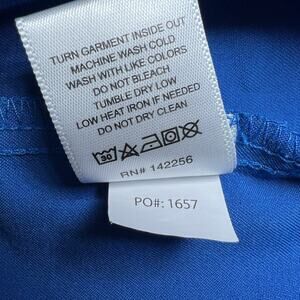 TURN GARMENT INSIDE OUT
MACHINE WASH COLD
WASH WITH LIKE COLORS
DO NOT BLEACH
TUMBLE DRY LOW
LOW HEAT IRON IF NEEDED
DO NOT DRY CLEAN
30
RN# 142256
PO#: 1657